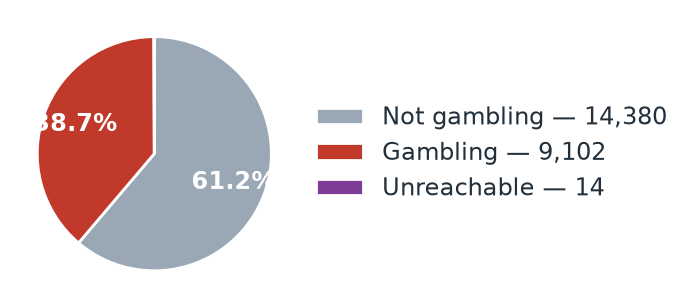 Not gambling — 14,380
38.7%
Gambling — 9,102
61.2%
Unreachable — 14